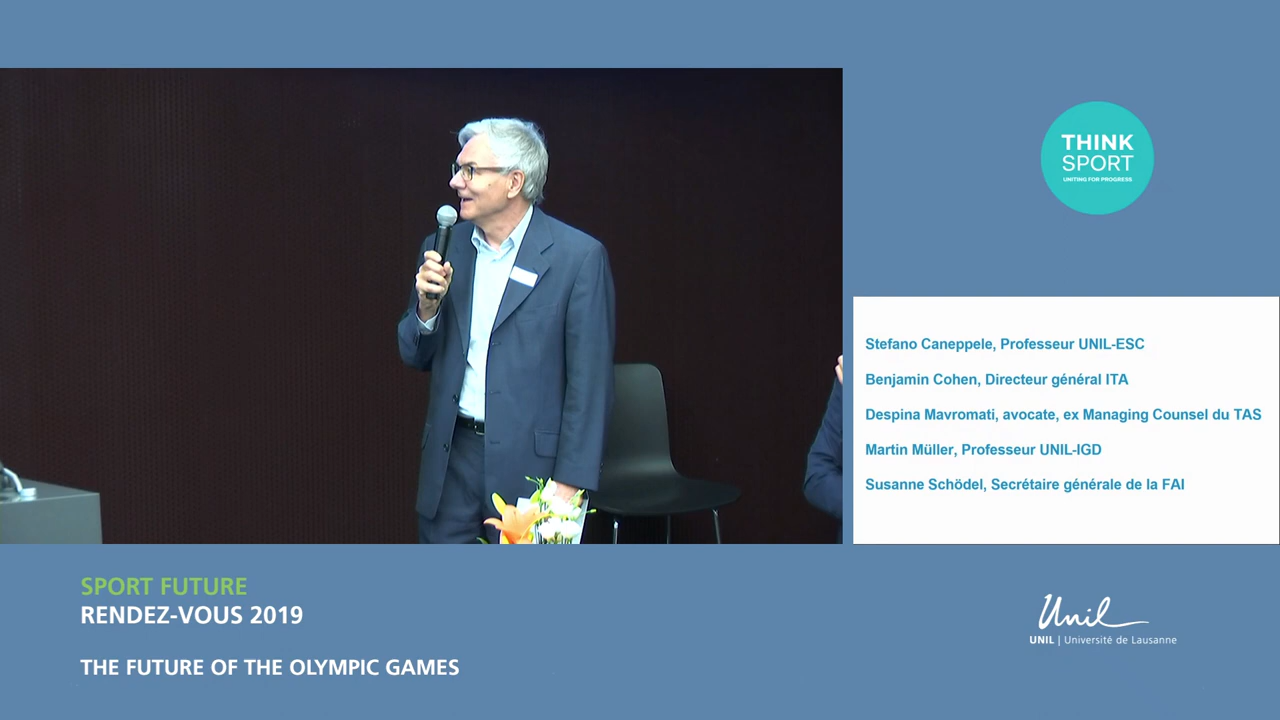 THINK
SPORT
UNITING FOR PROGRESS
Stefano Caneppele, Professeur UNIL-ESC
Benjamin Cohen, Directeur général ITA
Despina Mavromati, avocate, ex Managing Counsel du TAS
Martin Müller, Professeur UNIL-IGD
Susanne Schödel, Secrétaire générale de la FAI
SPORT FUTURE
RENDEZ-VOUS 2019
THE FUTURE OF THE OLYMPIC GAMES
Unil
UNIL | Université de Lausanne